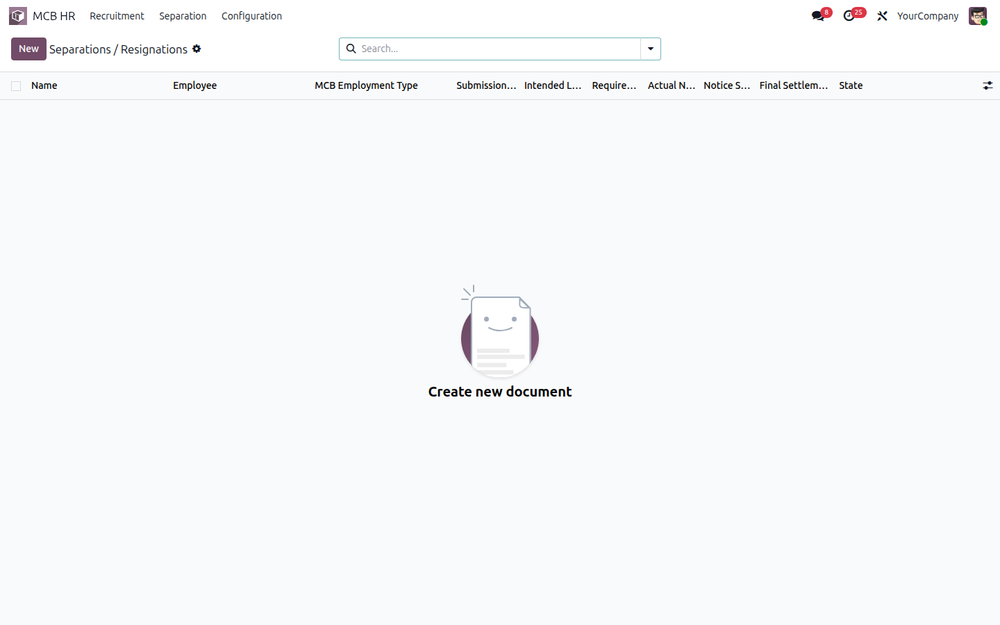 MCB HR Recruitment Separation Configuration 8 25 YourCompany
New Separations / Resignations Search...
Name Employee MCB Employment Type Submission... Intended L... Require... Actual N... Notice S... Final Settlem... State
Create new document